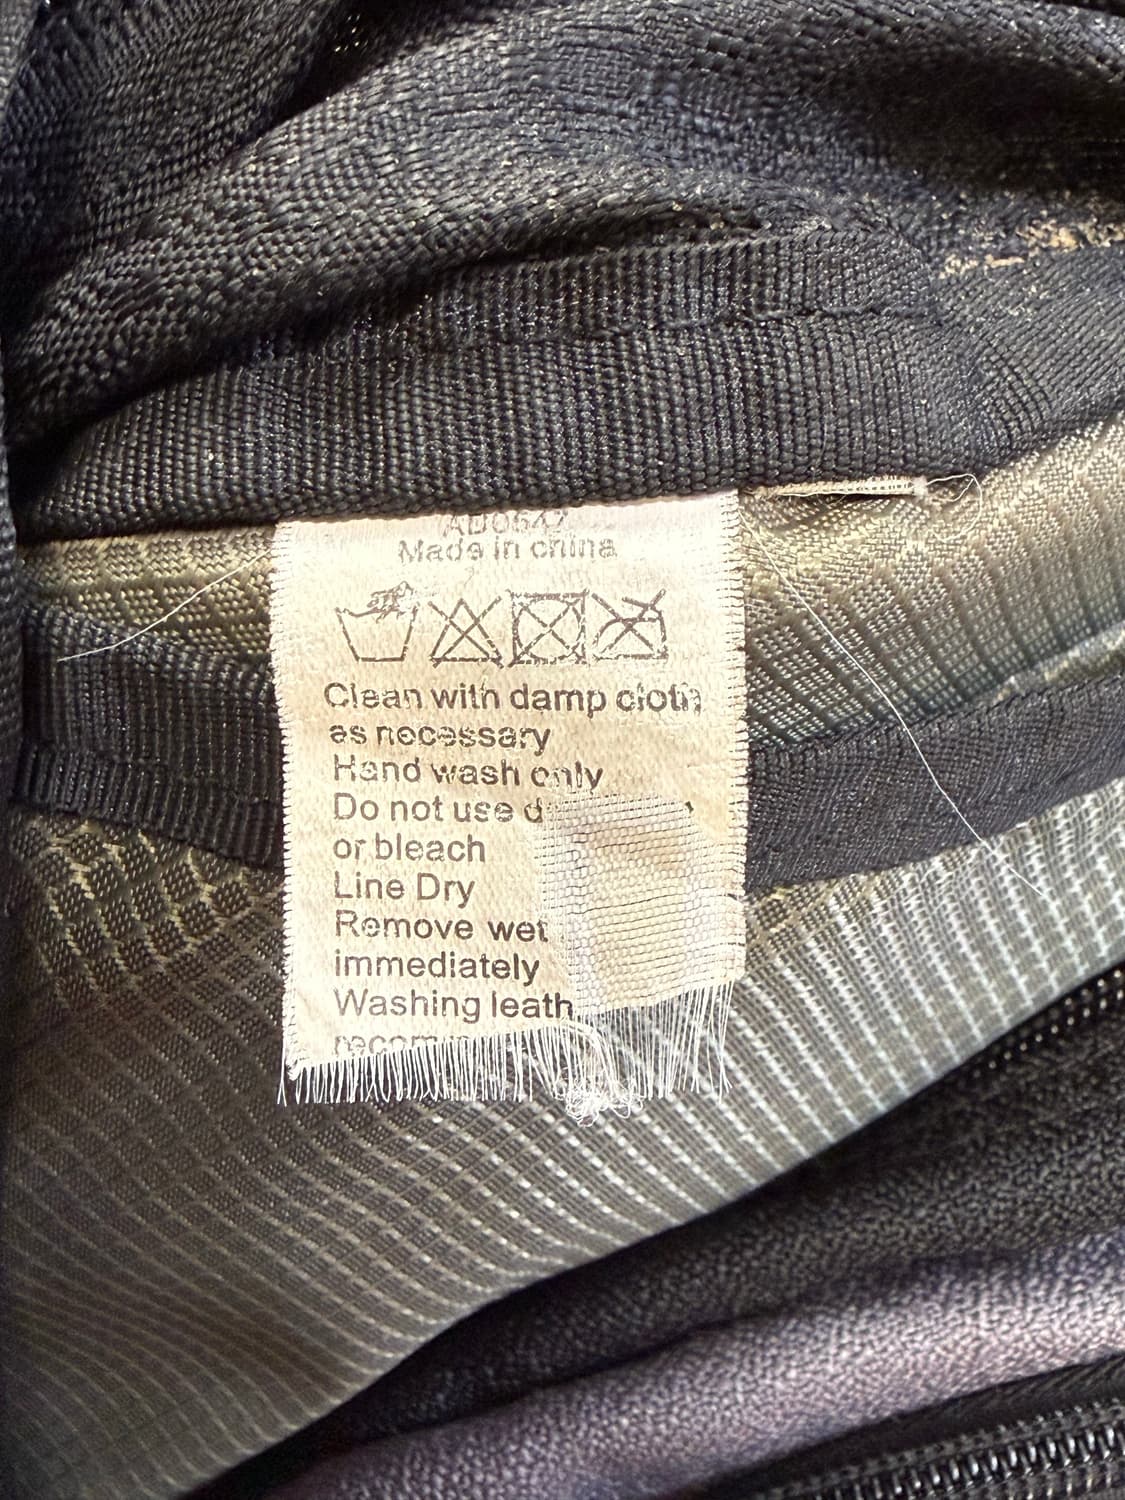 Made in china
Clean with damp cloth
as necessary
Hand wash only
Do not use
or bleach
Line Dry
Remove wet
immediately
Washing